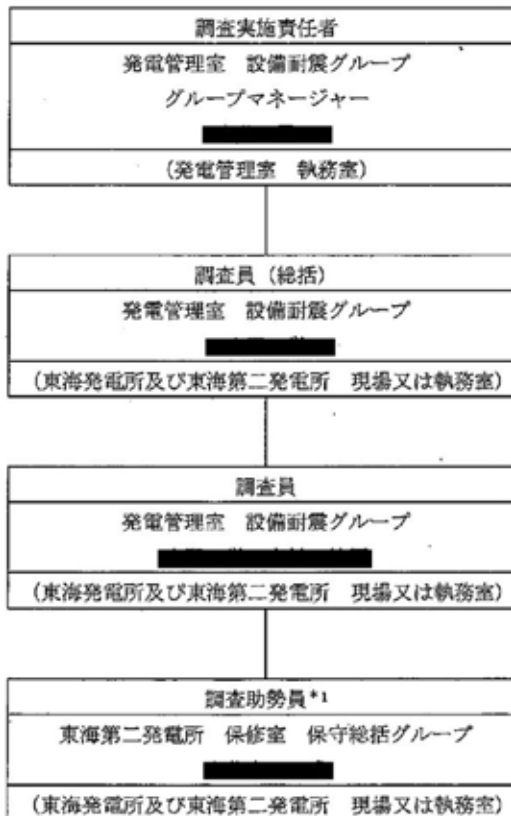 調査実施責任者
発電管理室　設備耐震グループ
グループマネージャー
(発電管理室　執務室)
調査員（総括）
発電管理室　設備耐震グループ
(東海発電所及び東海第二発電所　現場又は執務室)
調査員
発電管理室　設備耐震グループ
(東海発電所及び東海第二発電所　現場又は執務室)
調査助勢員*1
東海第二発電所　保修室　保守総括グループ
(東海発電所及び東海第二発電所　現場又は執務室)